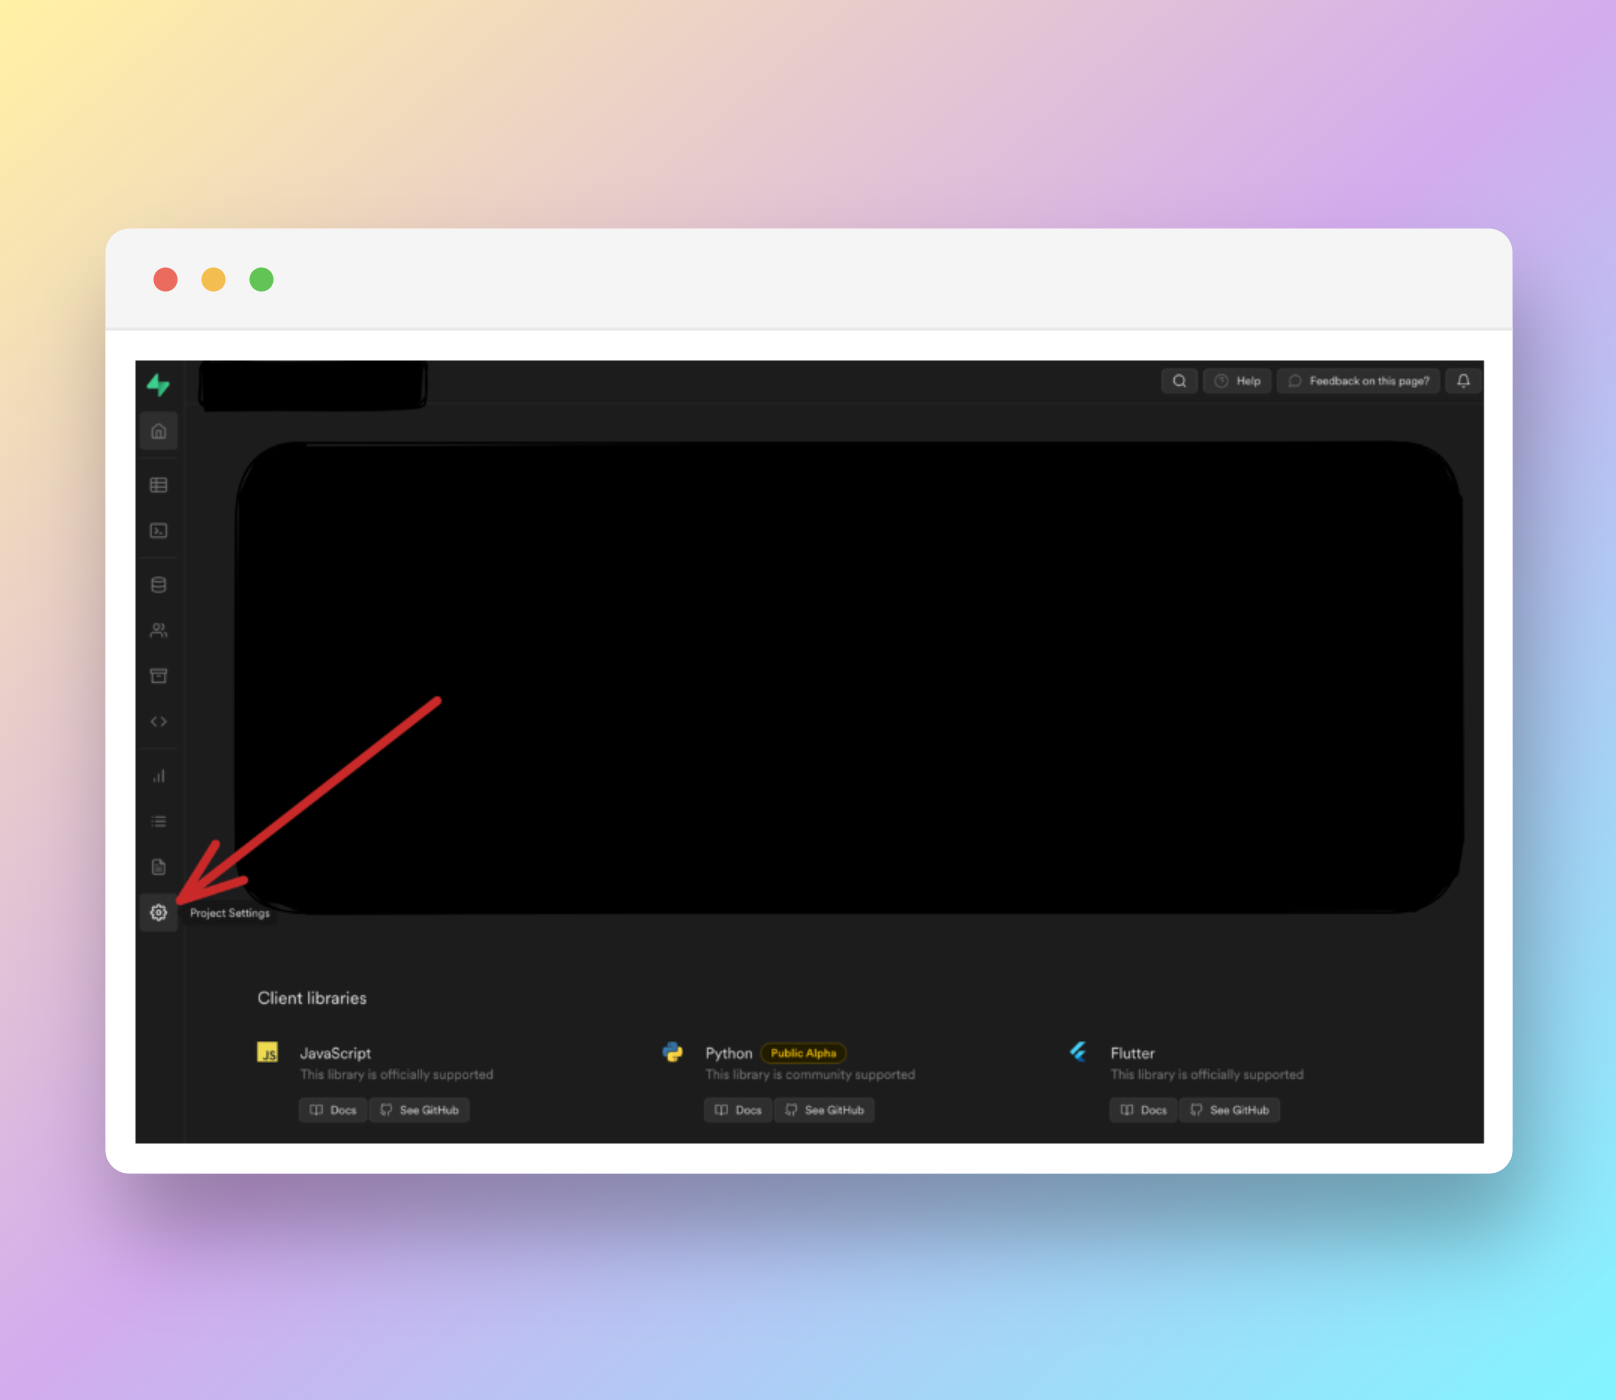 Help
Feedback on this page?
Project Settings
Client libraries
JS
JavaScript
This library is officially supported
Docs
See GitHub
Python
Public Alpha
This library is community supported
Docs
See GitHub
Flutter
This library is officially supported
Docs
See GitHub